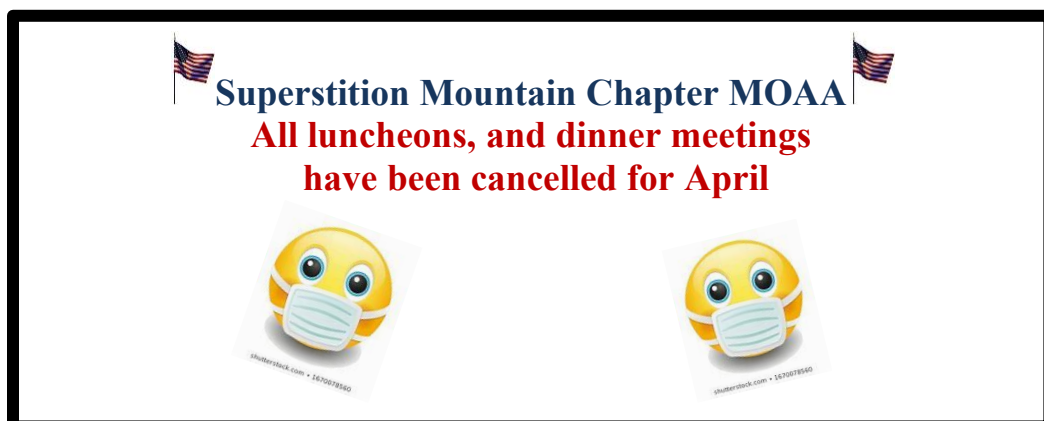 Superstition Mountain Chapter MOAA
All luncheons, and dinner meetings
have been cancelled for April
shutterstock.com • 1670078560
shutterstock.com • 1670078560